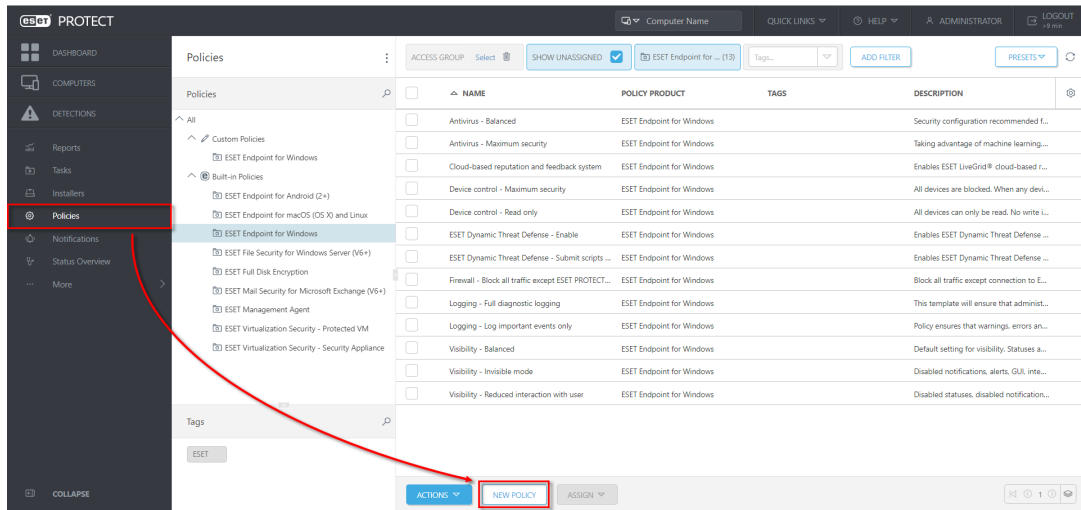 eset PROTECT
Computer Name
QUICK LINKS
HELP
ADMINISTRATOR
LOGOUT
>9 min
DASHBOARD
COMPUTERS
DETECTIONS
Reports
Tasks
Installers
Policies
Notifications
Status Overview
More
COLLAPSE
Policies
Policies
All
Custom Policies
ESET Endpoint for Windows
Built-in Policies
ESET Endpoint for Android (2+)
ESET Endpoint for macOS (OS X) and Linux
ESET Endpoint for Windows
ESET File Security for Windows Server (V6+)
ESET Full Disk Encryption
ESET Mail Security for Microsoft Exchange (V6+)
ESET Management Agent
ESET Virtualization Security - Protected VM
ESET Virtualization Security - Security Appliance
Tags
ESET
ACCESS GROUP Select
SHOW UNASSIGNED
ESET Endpoint for ... (13)
Tags...
ADD FILTER
PRESETS
NAME POLICY PRODUCT TAGS DESCRIPTION
Antivirus - Balanced ESET Endpoint for Windows Security configuration recommended f...
Antivirus - Maximum security ESET Endpoint for Windows Taking advantage of machine learning,...
Cloud-based reputation and feedback system ESET Endpoint for Windows Enables ESET LiveGrid® cloud-based r...
Device control - Maximum security ESET Endpoint for Windows All devices are blocked. When any devi...
Device control - Read only ESET Endpoint for Windows All devices can only be read. No write i...
ESET Dynamic Threat Defense - Enable ESET Endpoint for Windows Enables ESET Dynamic Threat Defense ...
ESET Dynamic Threat Defense - Submit scripts ... ESET Endpoint for Windows Enables ESET Dynamic Threat Defense ...
Firewall - Block all traffic except ESET PROTECT... ESET Endpoint for Windows Block all traffic except connection to E...
Logging - Full diagnostic logging ESET Endpoint for Windows This template will ensure that administ...
Logging - Log important events only ESET Endpoint for Windows Policy ensures that warnings, errors an...
Visibility - Balanced ESET Endpoint for Windows Default setting for visibility. Statuses a...
Visibility - Invisible mode ESET Endpoint for Windows Disabled notifications, alerts, GUI, inte...
Visibility - Reduced interaction with user ESET Endpoint for Windows Disabled statuses, disabled notification...
ACTIONS
NEW POLICY
ASSIGN
1